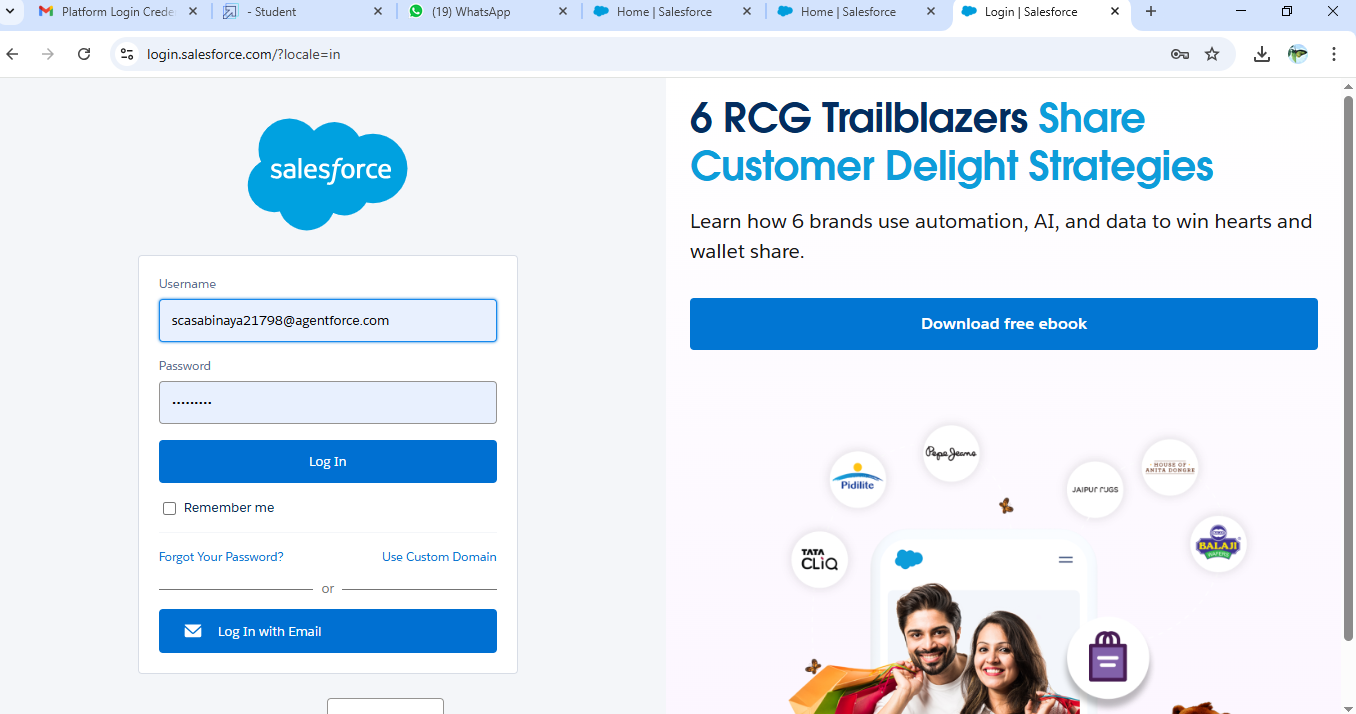 Platform Login Crede
- Student
(19) WhatsApp
Home | Salesforce
Home | Salesforce
Login | Salesforce
login.salesforce.com/?locale=in
salesforce
Username
scasabinaya21798@agentforce.com
Password
•••••••••
Log In
Remember me
Forgot Your Password?
Use Custom Domain
or
Log In with Email
6 RCG Trailblazers Share
Customer Delight Strategies
Learn how 6 brands use automation, AI, and data to win hearts and
wallet share.
Download free ebook
Pepe Jeans
HOUSE OF
ANITA DONGRE
Pidilite
JAIPUR RUGS
BALAJI
WAFERS
TATA
CLiQ